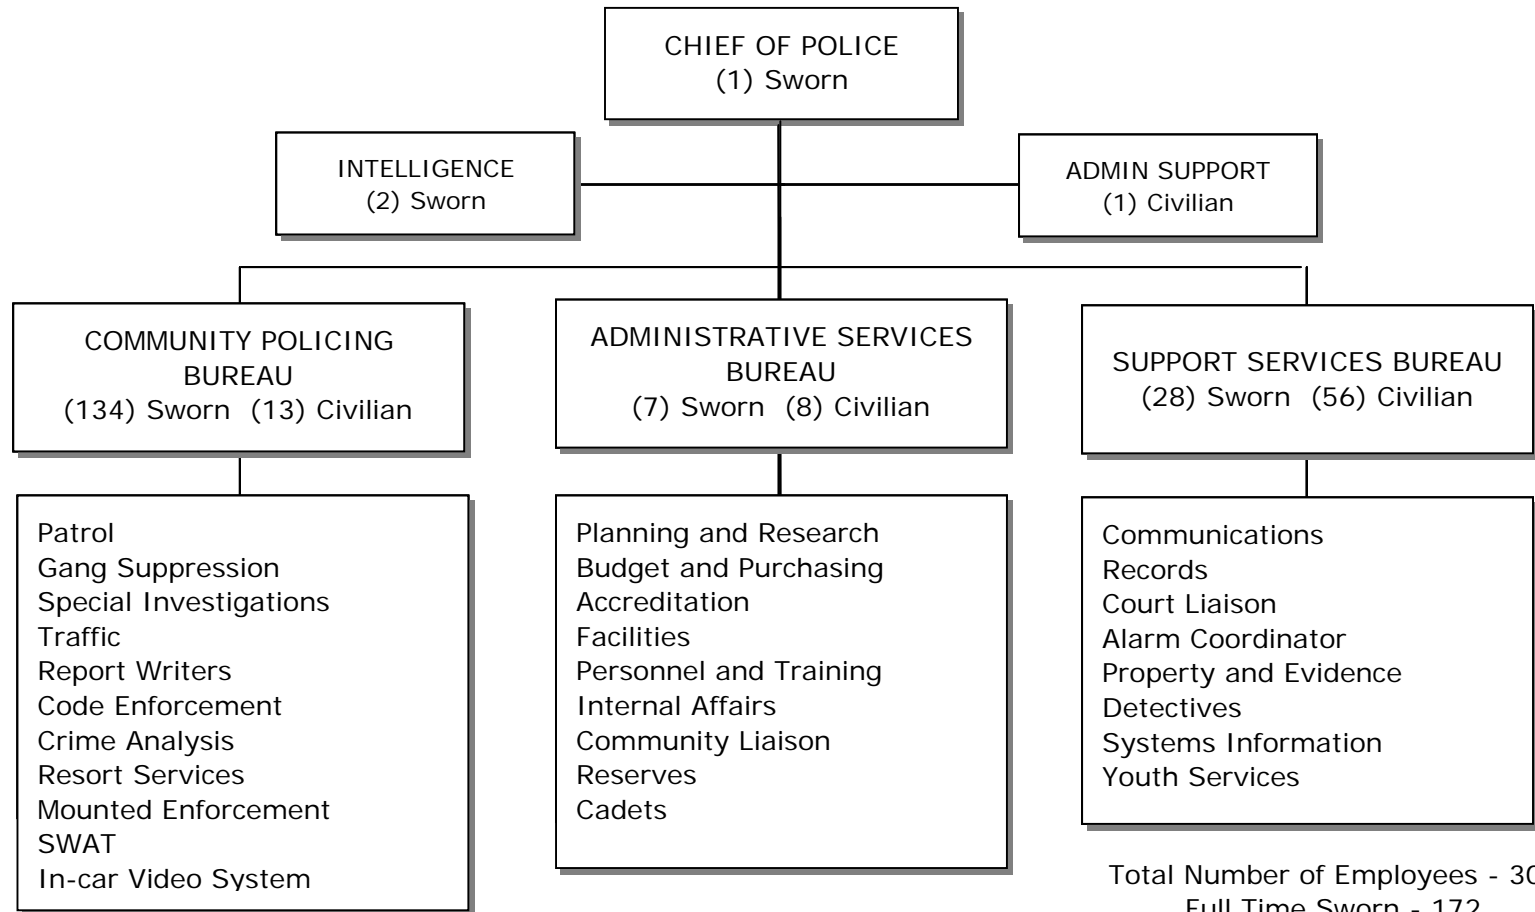 CHIEF OF POLICE
(1) Sworn
INTELLIGENCE
(2) Sworn
ADMIN SUPPORT
(1) Civilian
COMMUNITY POLICING
BUREAU
(134) Sworn (13) Civilian
ADMINISTRATIVE SERVICES
BUREAU
(7) Sworn (8) Civilian
SUPPORT SERVICES BUREAU
(28) Sworn (56) Civilian
Patrol
Gang Suppression
Special Investigations
Traffic
Report Writers
Code Enforcement
Crime Analysis
Resort Services
Mounted Enforcement
SWAT
In-car Video System
Planning and Research
Budget and Purchasing
Accreditation
Facilities
Personnel and Training
Internal Affairs
Community Liaison
Reserves
Cadets
Communications
Records
Court Liaison
Alarm Coordinator
Property and Evidence
Detectives
Systems Information
Youth Services
Total Number of Employees -
Full Time Sworn - 172